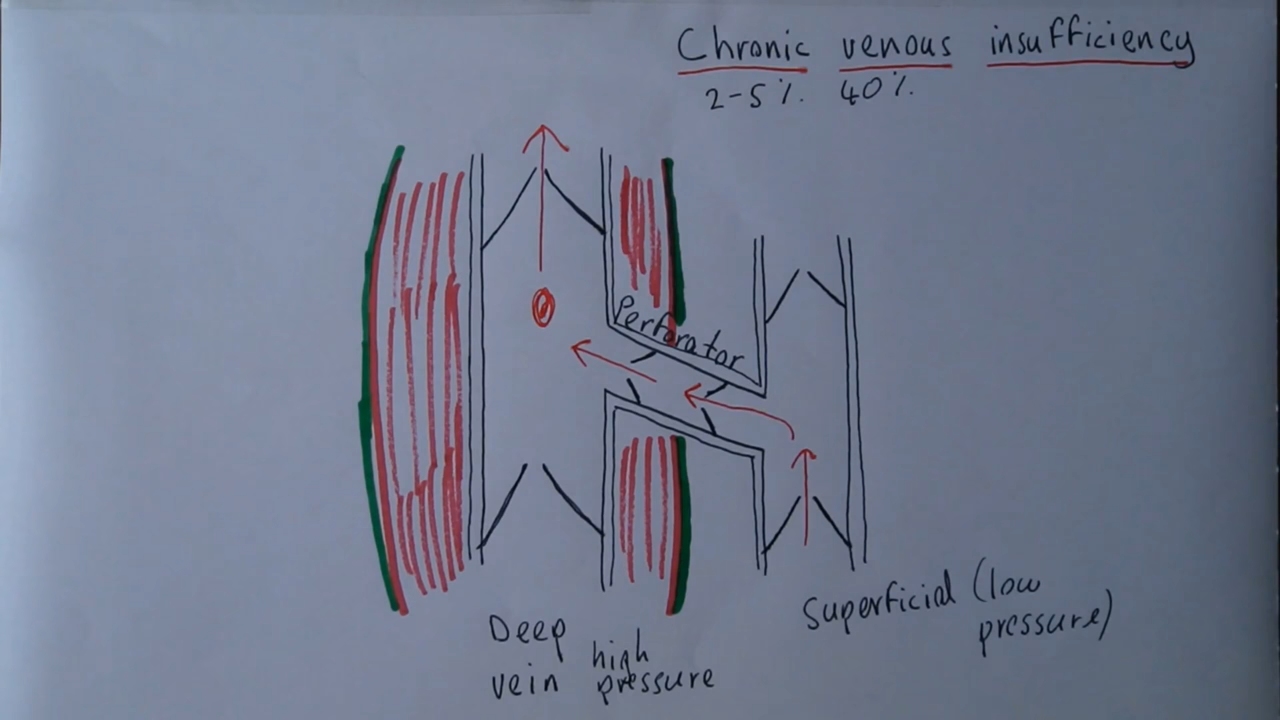 Chronic venous insufficiency
2-5%. 40%.
Perforator
Deep
vein
high
pressure
Superficial (low
pressure)